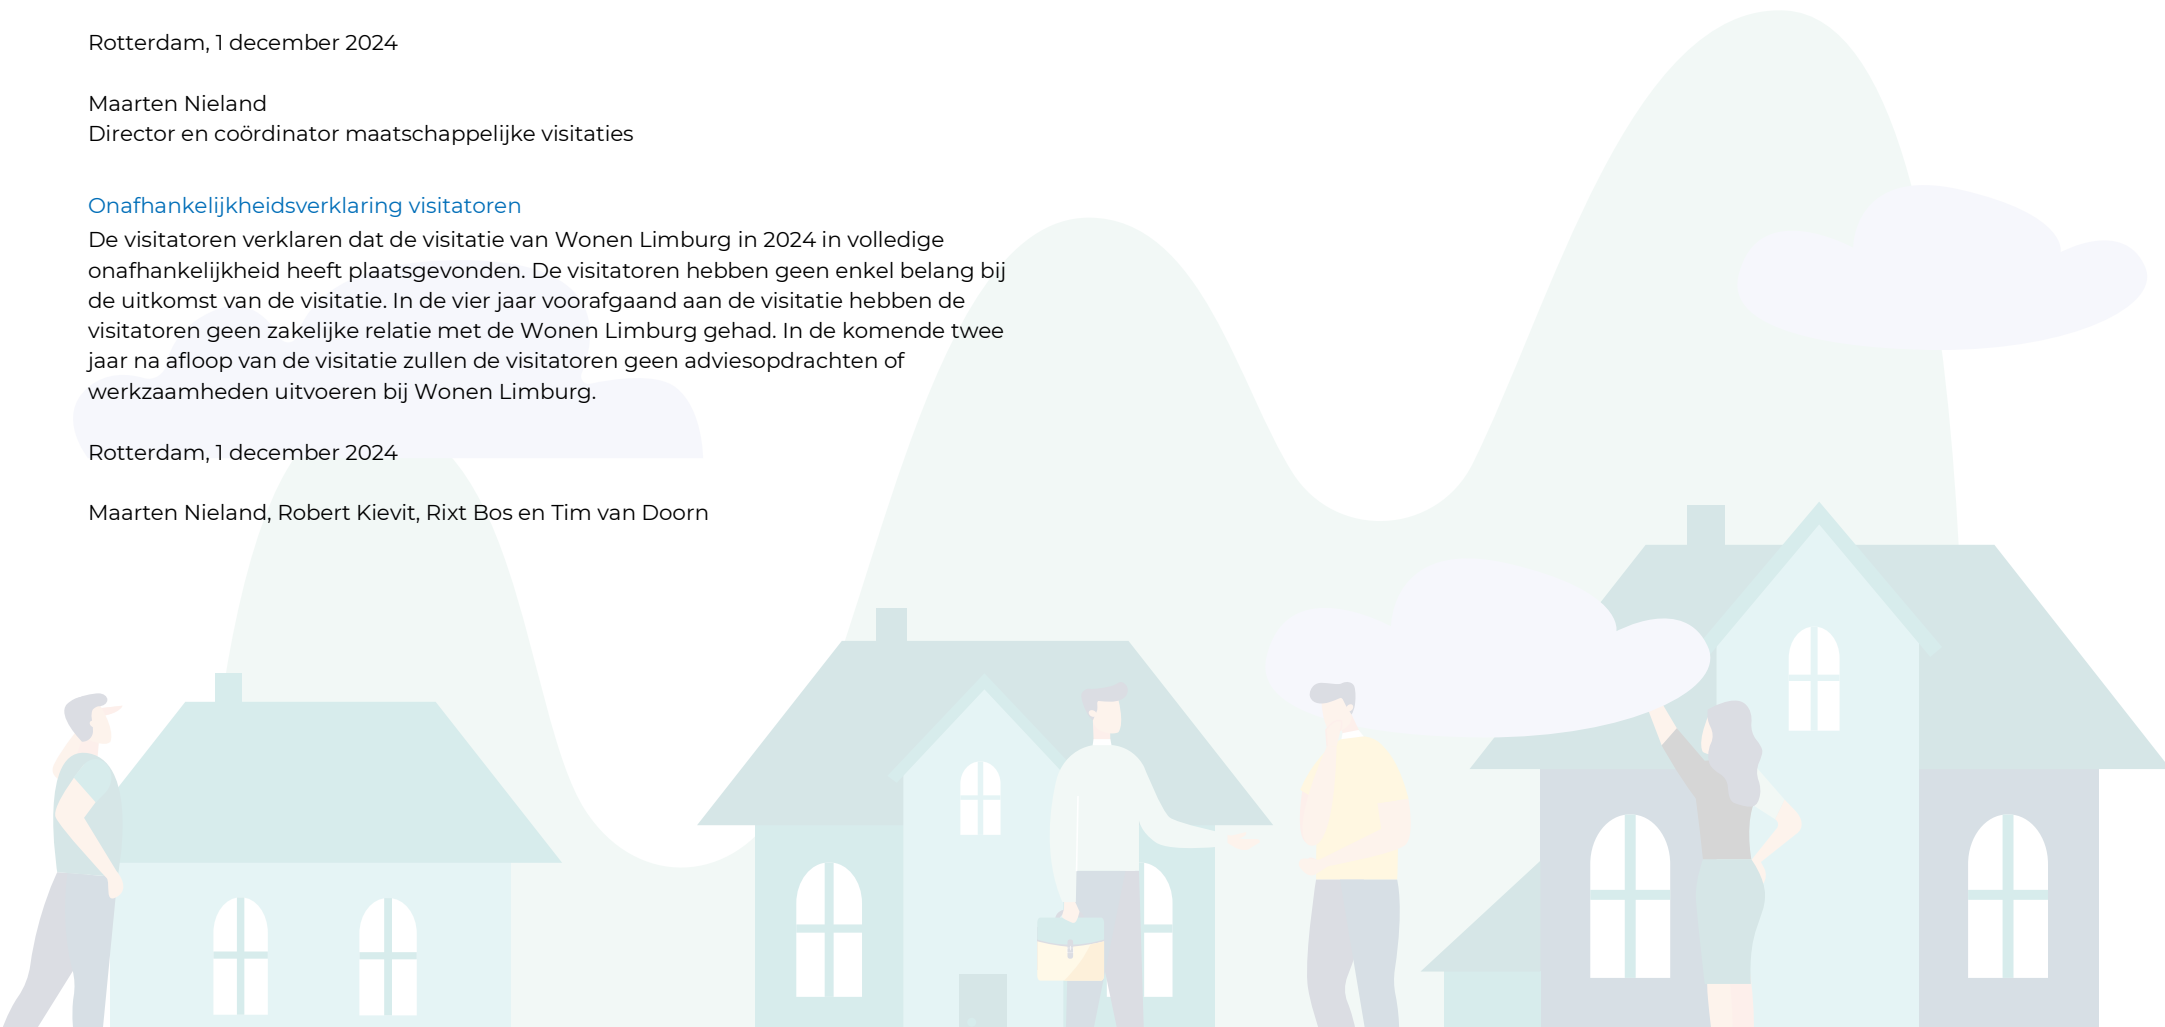 Rotterdam, 1 december 2024
Maarten Nieland
Director en coördinator maatschappelijke visitaties
Onafhankelijkheidsverklaring visitatoren
De visitatoren verklaren dat de visitatie van Wonen Limburg in 2024 in volledige
onafhankelijkheid heeft plaatsgevonden. De visitatoren hebben geen enkel belang bij
de uitkomst van de visitatie. In de vier jaar voorafgaand aan de visitatie hebben de
visitatoren geen zakelijke relatie met de Wonen Limburg gehad. In de komende twee
jaar na afloop van de visitatie zullen de visitatoren geen adviesopdrachten of
werkzaamheden uitvoeren bij Wonen Limburg.
Rotterdam, 1 december 2024
Maarten Nieland, Robert Kievit, Rixt Bos en Tim van Doorn